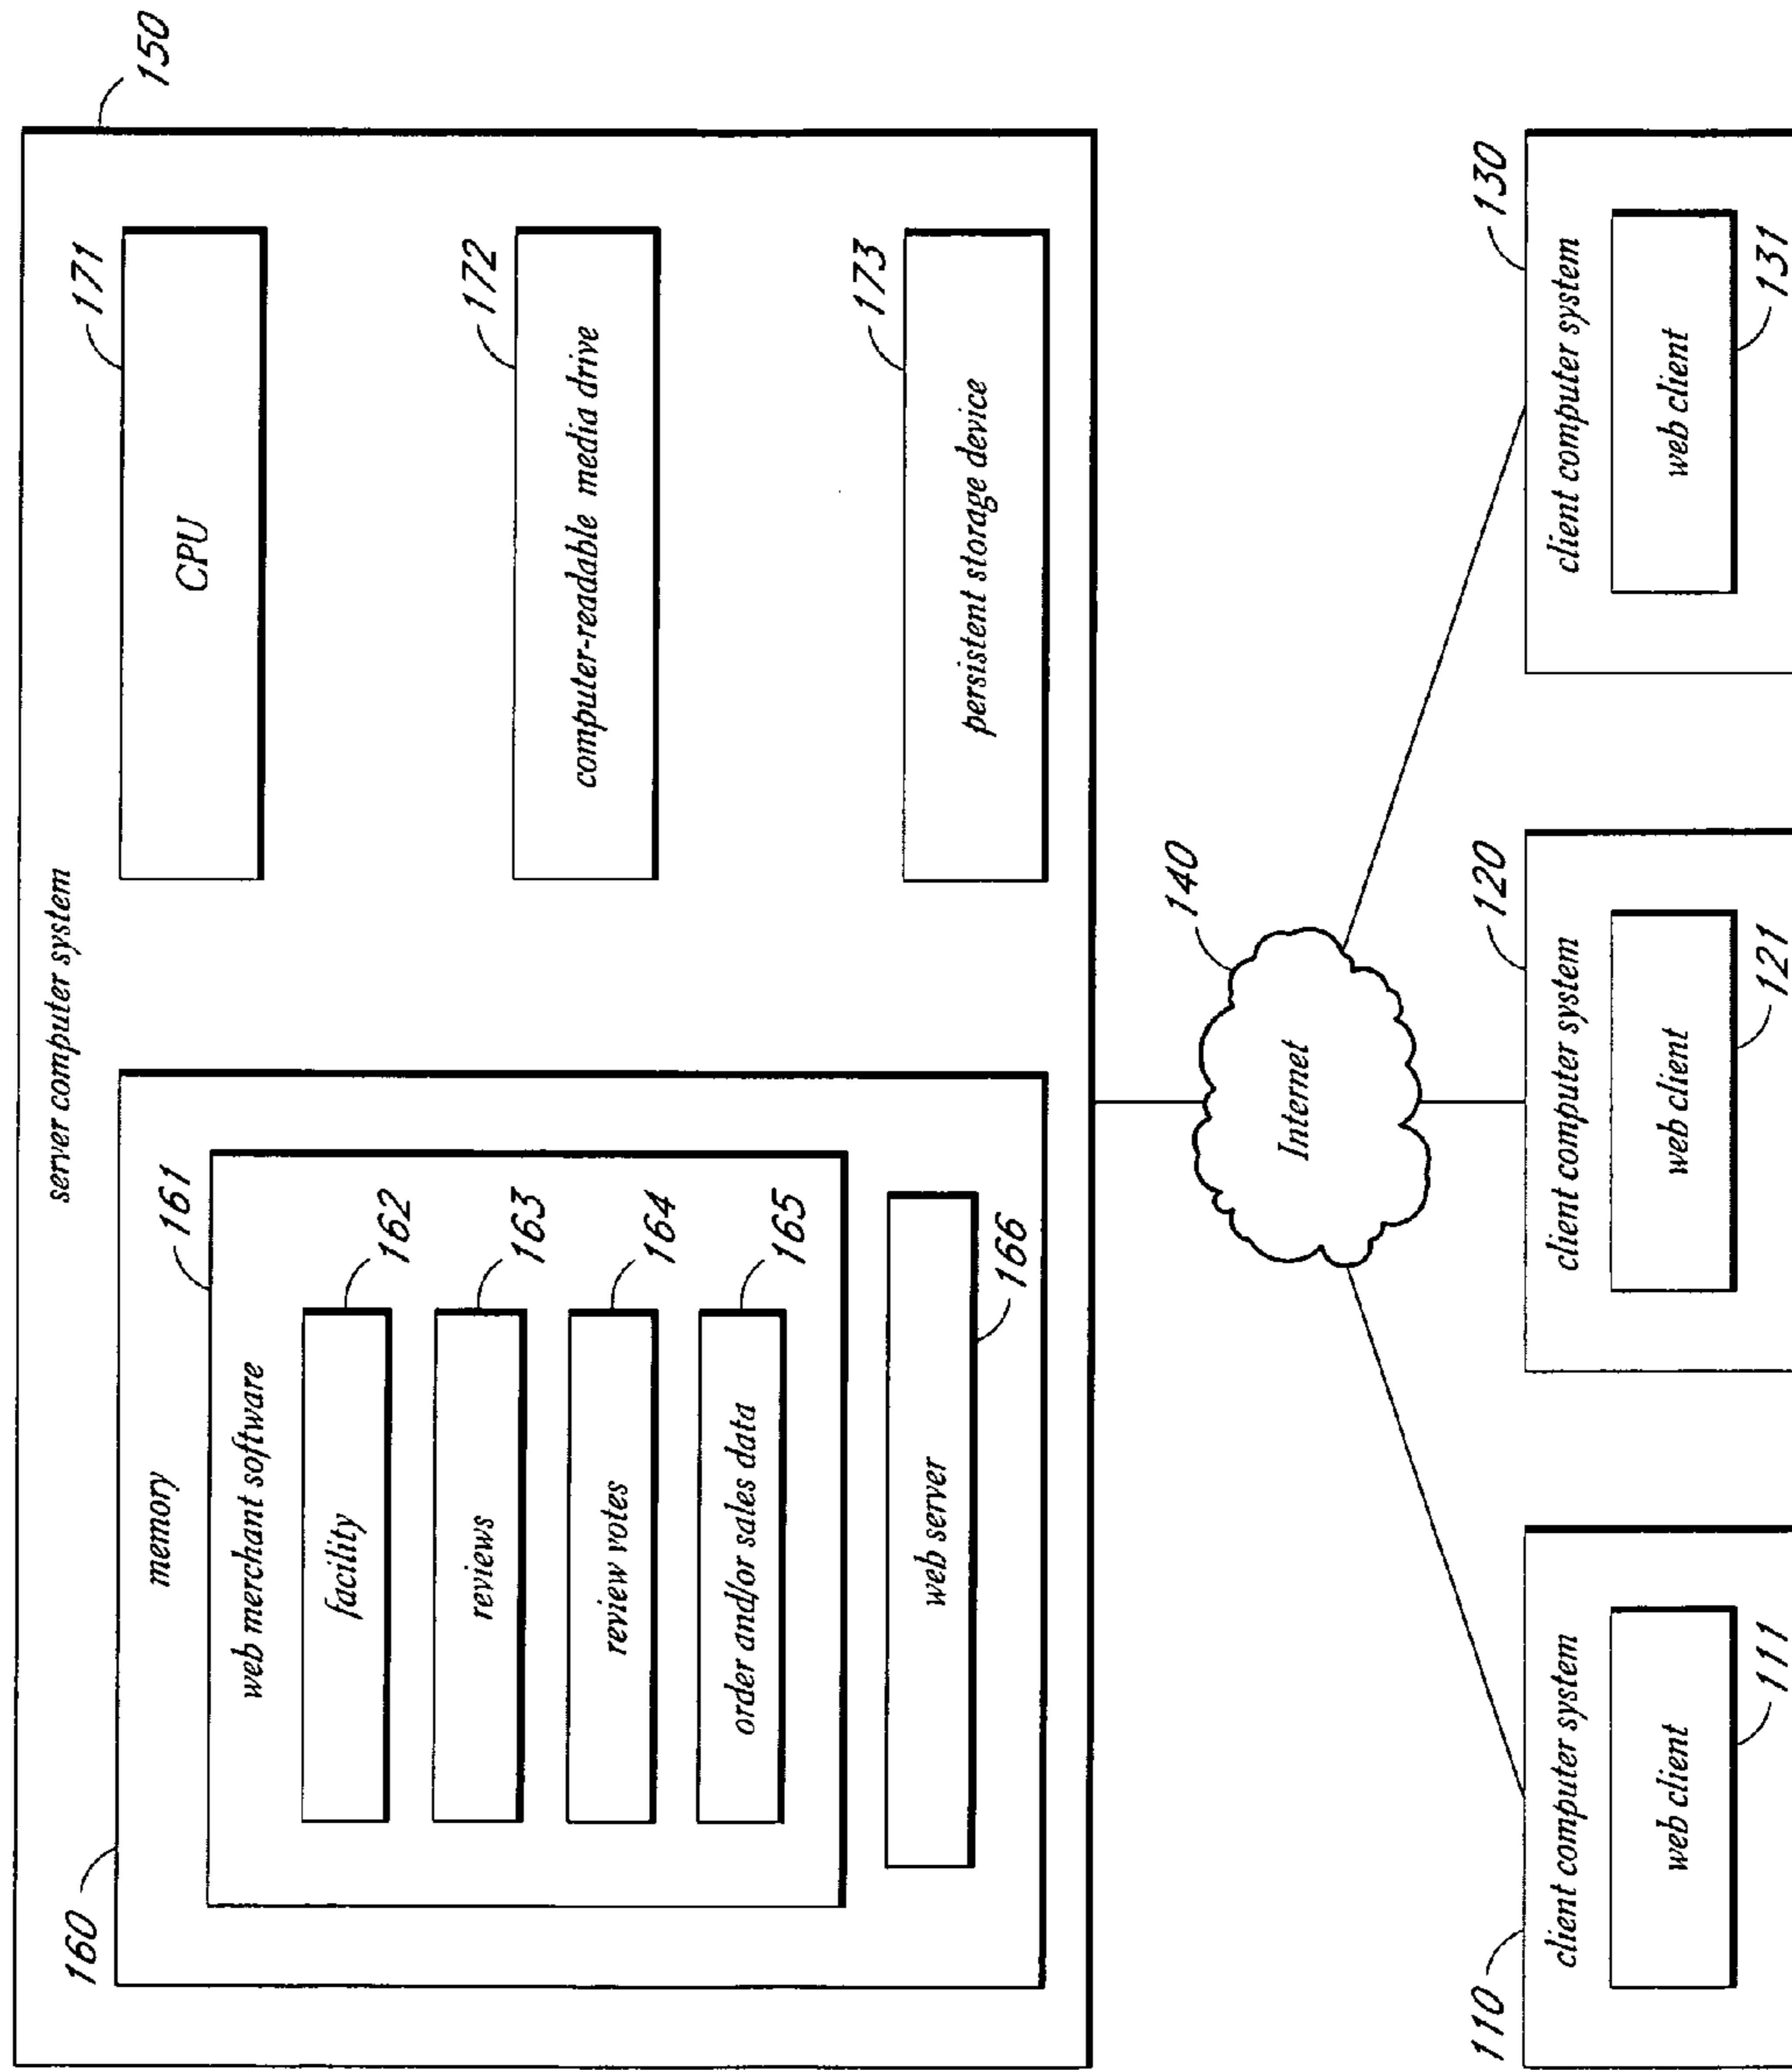 server computer system
150
160
memory
161
web merchant software
facility
162
reviews
163
review votes
164
order and/or sales data
165
web server
166
171
CPU
172
computer-readable media drive
173
persistent storage device
140
Internet
110
client computer system
web client
111
120
client computer system
web client
121
130
client computer system
web client
131